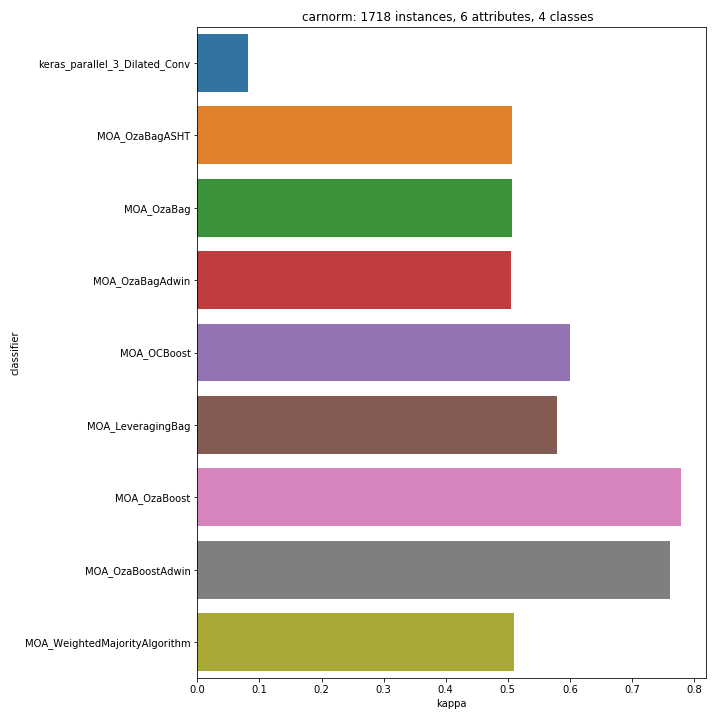 carnorm: 1718 instances, 6 attributes, 4 classes
classifier
keras_parallel_3_Dilated_Conv
MOA_OzaBagASHT
MOA_OzaBag
MOA_OzaBagAdwin
MOA_OCBoost
MOA_LeveragingBag
MOA_OzaBoost
MOA_OzaBoostAdwin
MOA_WeightedMajorityAlgorithm
0.0 0.1 0.2 0.3 0.4 0.5 0.6 0.7 0.8
kappa